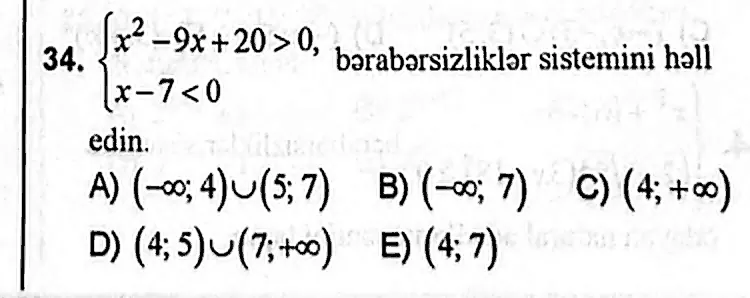 34. {x² – 9x + 20 > 0, bərabərsizliklər sistemini həll
x – 7 < 0
edin.
A) (–∞; 4)∪(5; 7) B) (–∞; 7) C) (4; +∞)
D) (4; 5)∪(7;+∞) E) (4; 7)